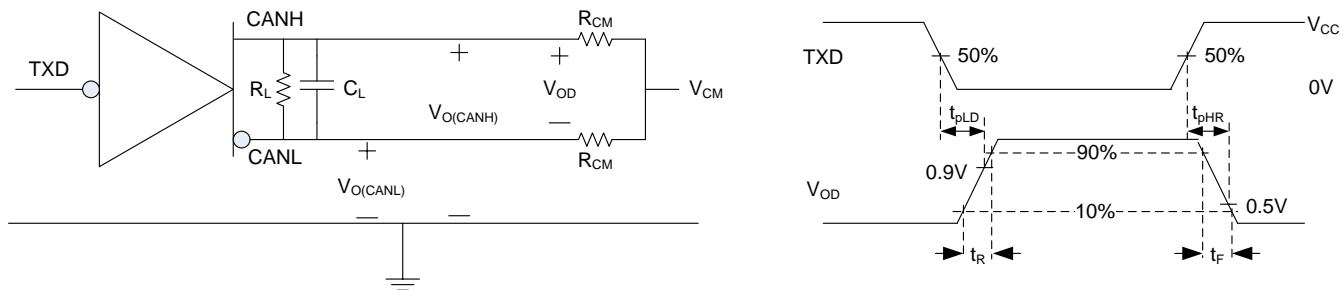 CANH
TXD
R_L
C_L
V_O(CANH)
V_OD
R_CM
V_CM
CANL
R_CM
V_O(CANL)
TXD
V_CC
50%
50%
0V
t_pLD
t_pHR
90%
0.9V
V_OD
10%
0.5V
t_R
t_F